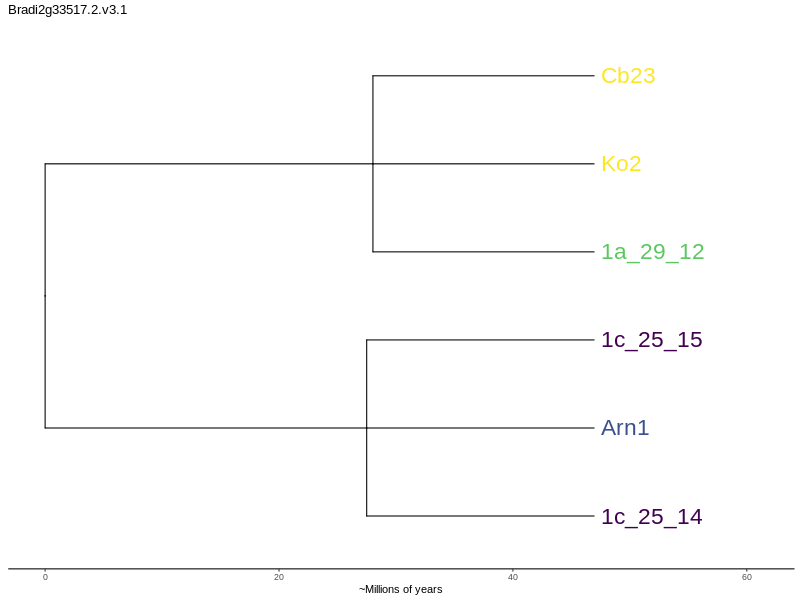 Bradi2g33517.2.v3.1
Cb23
Ko2
1a_29_12
1c_25_15
Arn1
1c_25_14
0 20 40 60
~Millions of years